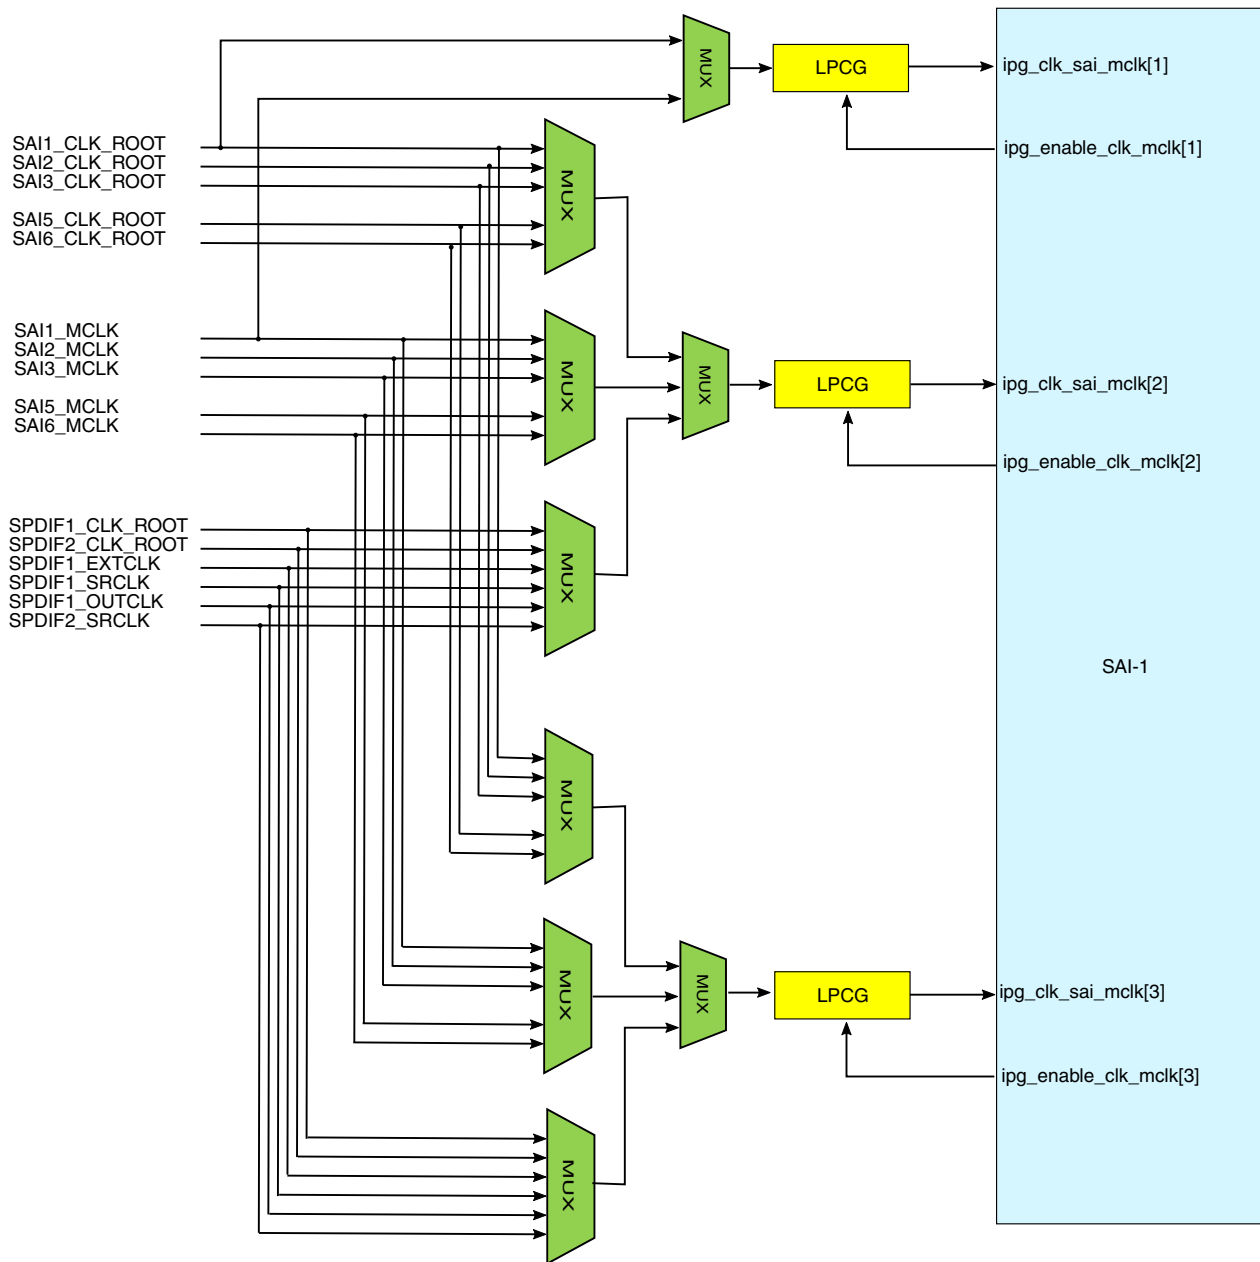 MUX
LPCG
ipg_clk_sai_mclk[1]
ipg_enable_clk_mclk[1]
SAI1_CLK_ROOT
SAI2_CLK_ROOT
SAI3_CLK_ROOT
SAI5_CLK_ROOT
SAI6_CLK_ROOT
MUX
SAI1_MCLK
SAI2_MCLK
SAI3_MCLK
SAI5_MCLK
SAI6_MCLK
MUX
MUX
LPCG
ipg_clk_sai_mclk[2]
ipg_enable_clk_mclk[2]
SPDIF1_CLK_ROOT
SPDIF2_CLK_ROOT
SPDIF1_EXTCLK
SPDIF1_SRCLK
SPDIF1_OUTCLK
SPDIF2_SRCLK
MUX
SAI-1
MUX
MUX
MUX
LPCG
ipg_clk_sai_mclk[3]
ipg_enable_clk_mclk[3]
MUX